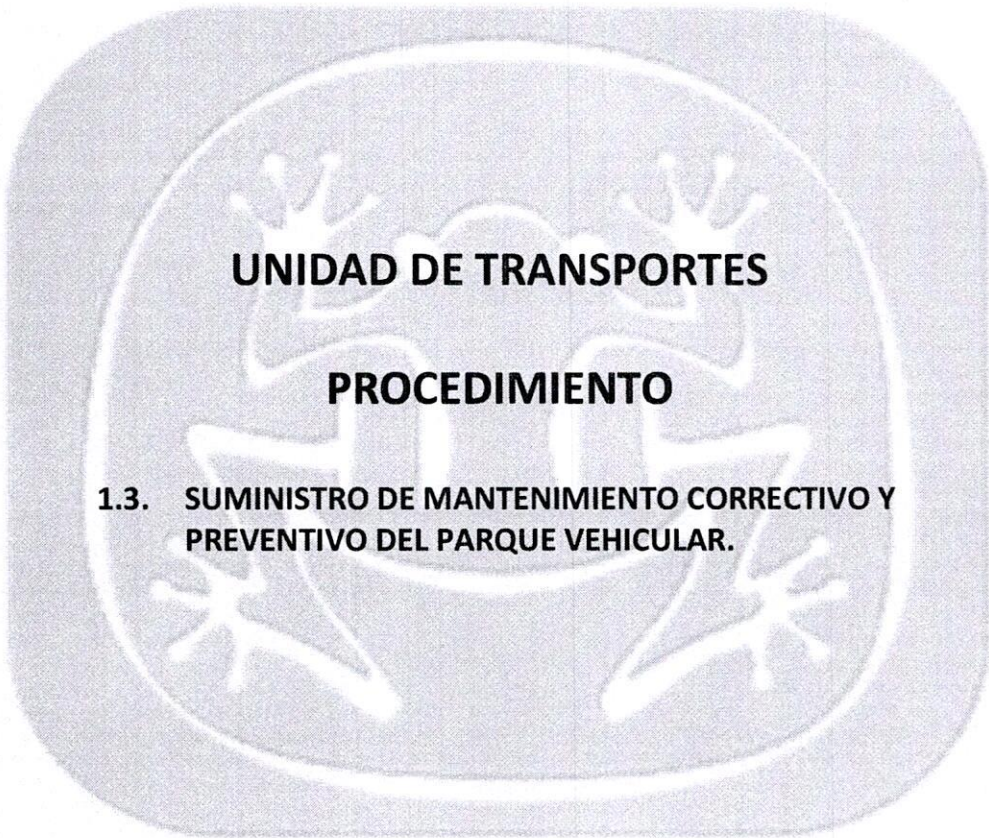 UNIDAD DE TRANSPORTES
PROCEDIMIENTO
1.3. SUMINISTRO DE MANTENIMIENTO CORRECTIVO Y
PREVENTIVO DEL PARQUE VEHICULAR.